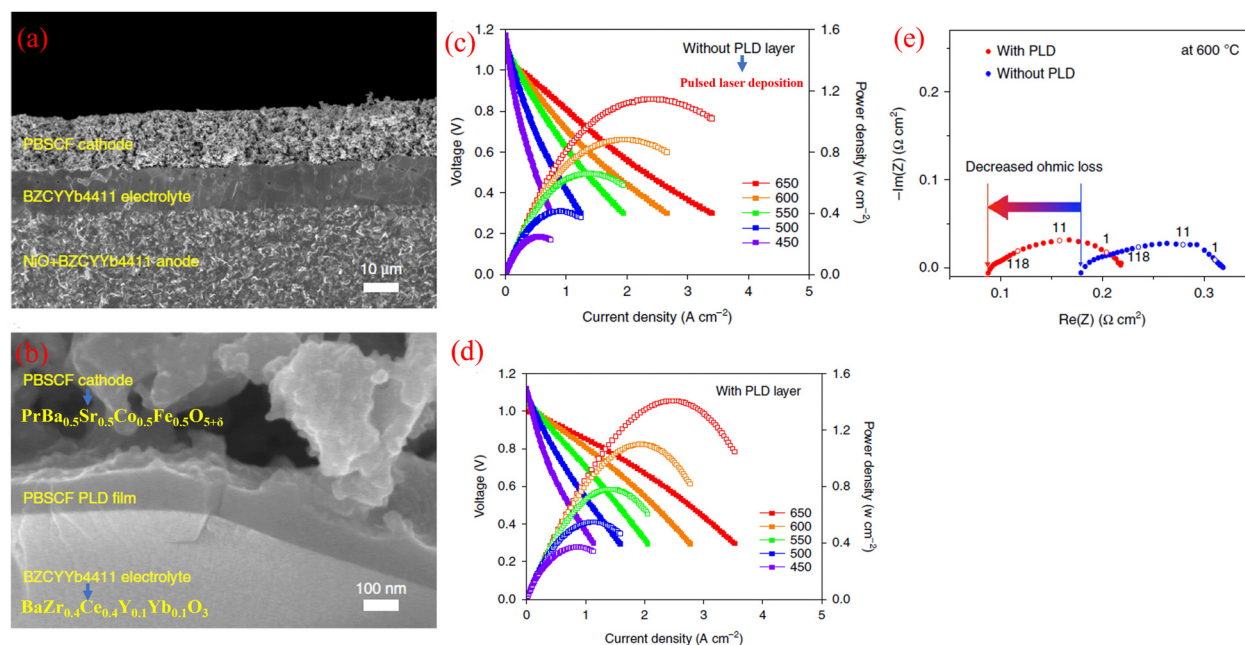 (a)
PBSCF cathode
BZCYYb4411 electrolyte
NiO+BZCYYb4411 anode
10 μm
(b)
PBSCF cathode
PrBa0.5Sr0.5Co0.5Fe0.5O5+δ
PBSCF PLD film
BZCYYb4411 electrolyte
BaZr0.4Ce0.4Y0.1Yb0.1O3
100 nm
(c)
Without PLD layer
Pulsed laser deposition
Voltage (V)
1.2
1.0
0.8
0.6
0.4
0.2
0.0
Power density (w cm−2)
1.6
1.2
0.8
0.4
0.0
650
600
550
500
450
0 1 2 3 4
Current density (A cm−2)
(d)
With PLD layer
Voltage (V)
1.2
1.0
0.8
0.6
0.4
0.2
0.0
Power density (w cm−2)
1.6
1.2
0.8
0.4
0.0
650
600
550
500
450
0 1 2 3 4
Current density (A cm−2)
(e)
With PLD
Without PLD
at 600 °C
−Im(Z) (Ω cm2)
0.2
0.1
0.0
Decreased ohmic loss
11 1 118
11 1 118
0.1 0.2 0.3
Re(Z) (Ω cm2)